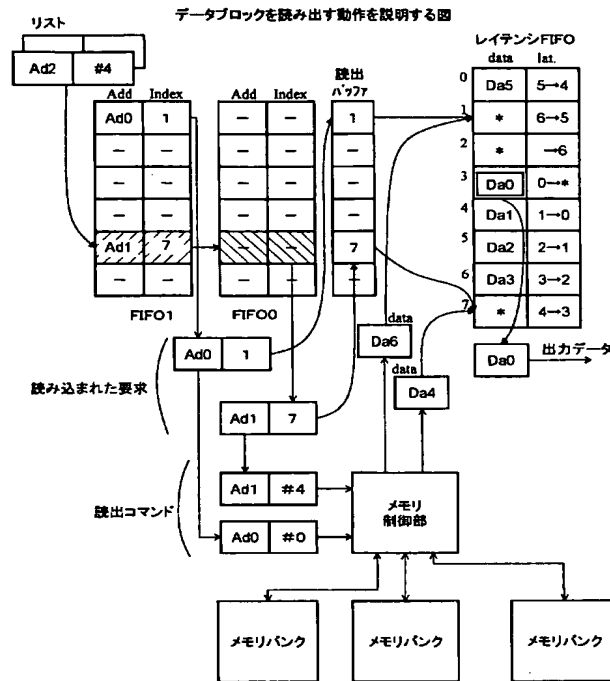 データブロックを読み出す動作を説明する図
リスト
Ad2 #4
Add Index
Ad0 1
－ －
－ －
－ －
Ad1 7
－ －
FIFO1
Add Index
－ －
－ －
－ －
－ －
－ －
－ －
FIFO0
読出
バッファ
1
－
－
－
7
－
レイテンシFIFO
data lat.
0 Da5 5→4
1 * 6→5
2 * →6
3 Da0 0→*
4 Da1 1→0
5 Da2 2→1
6 Da3 3→2
7 * 4→3
data
Da6
data
Da4
Da0
出力データ
読み込まれた要求
Ad0 1
Ad1 7
読出コマンド
Ad1 #4
Ad0 #0
メモリ
制御部
メモリバンク
メモリバンク
メモリバンク